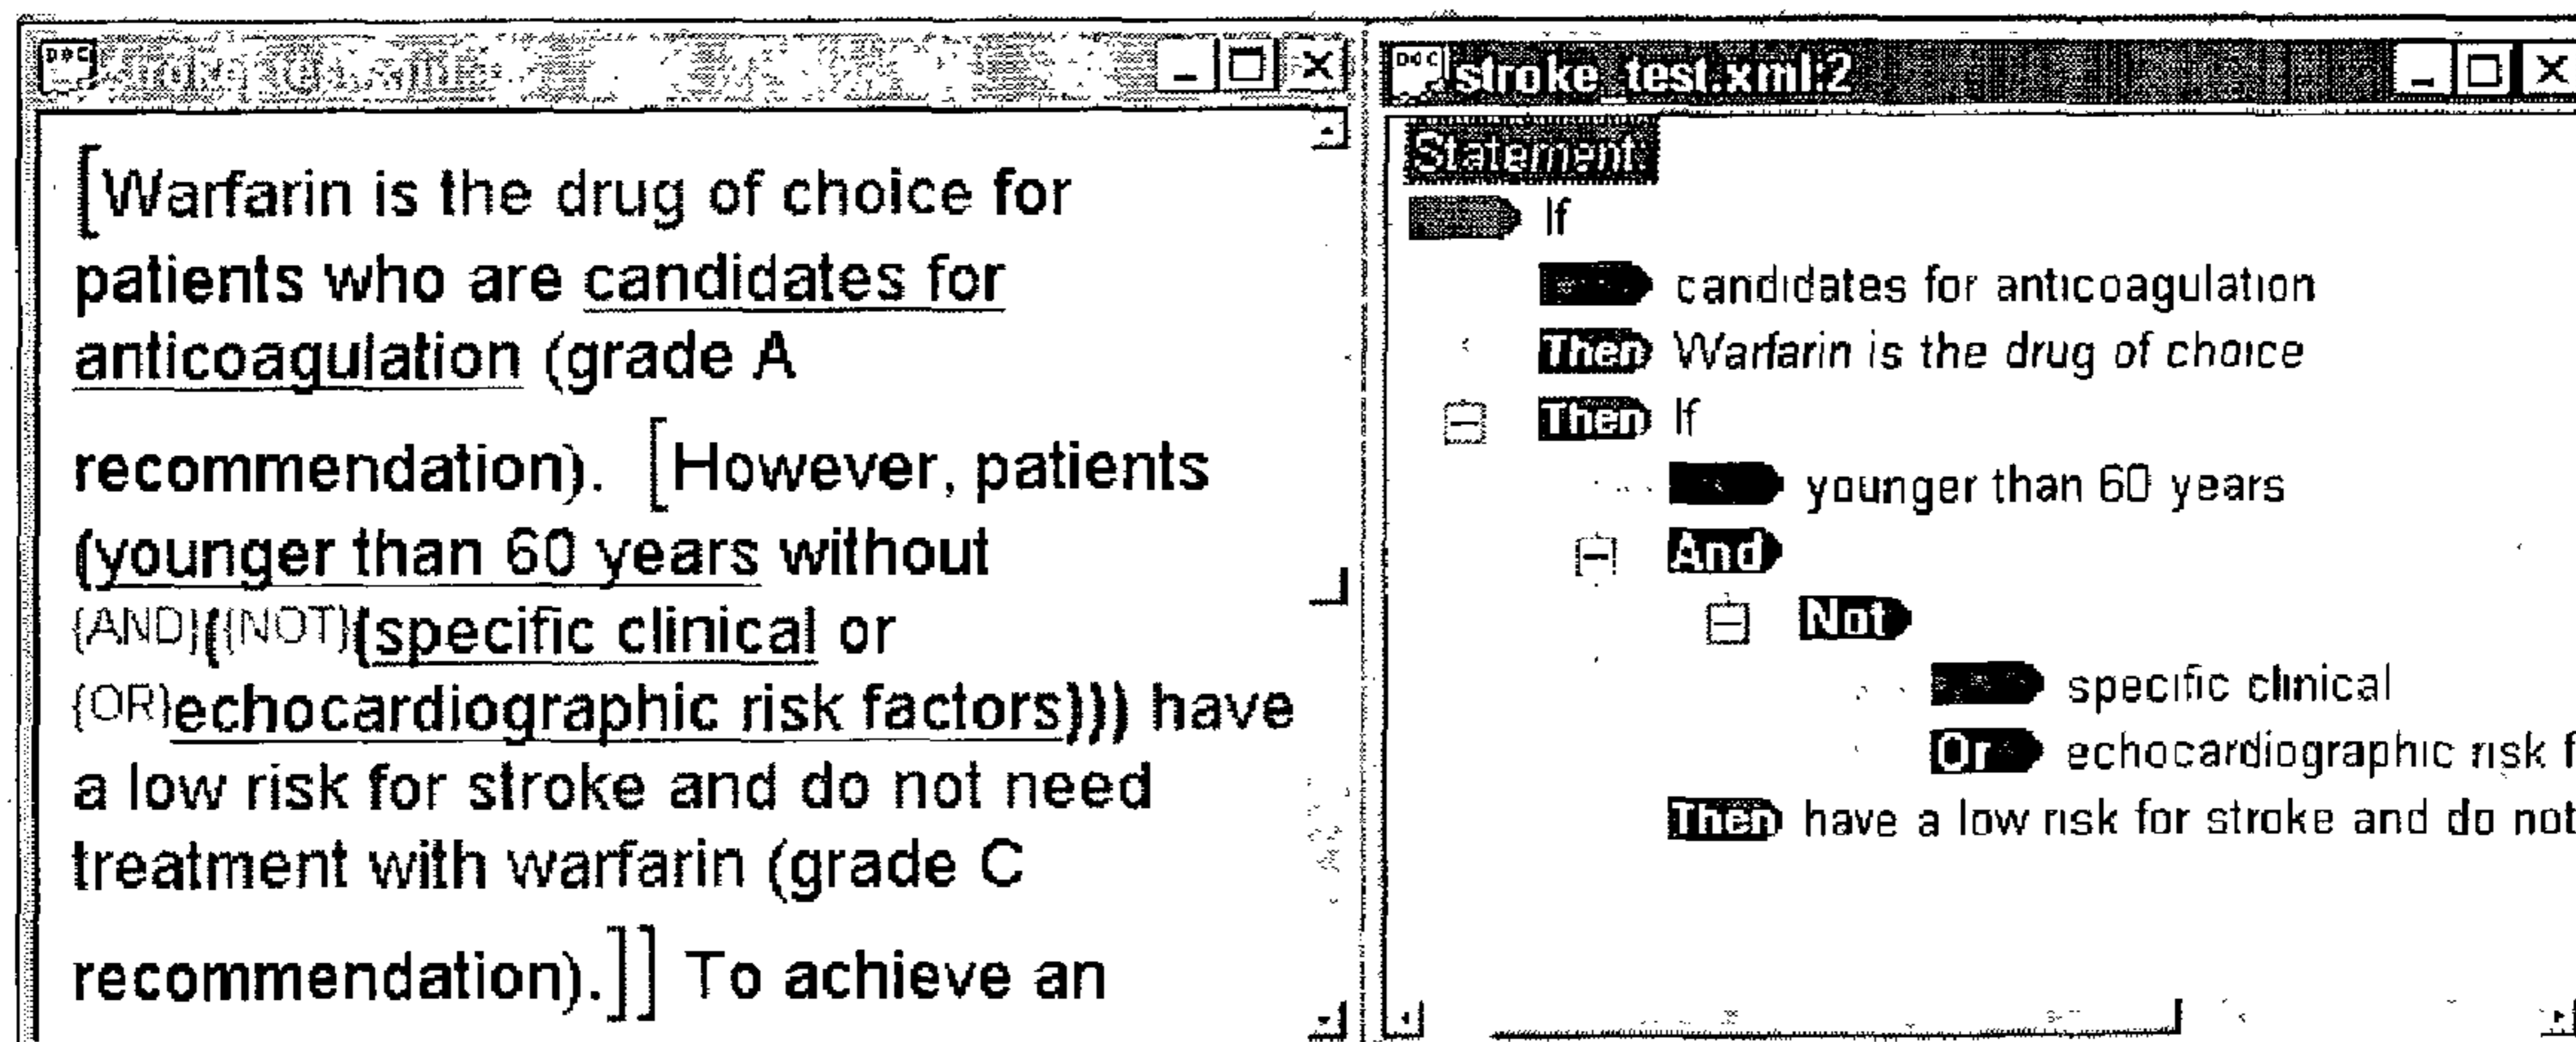 [Warfarin is the drug of choice for
patients who are candidates for
anticoagulation (grade A
recommendation). [However, patients
(younger than 60 years without
{AND}({NOT}(specific clinical or
{OR}echocardiographic risk factors))) have
a low risk for stroke and do not need
treatment with warfarin (grade C
recommendation).]] To achieve an
stroke_test.xml:2
Statement
If
candidates for anticoagulation
Then Warfarin is the drug of choice
Then If
younger than 60 years
And
Not
specific clinical
Or echocardiographic risk f
Then have a low risk for stroke and do not